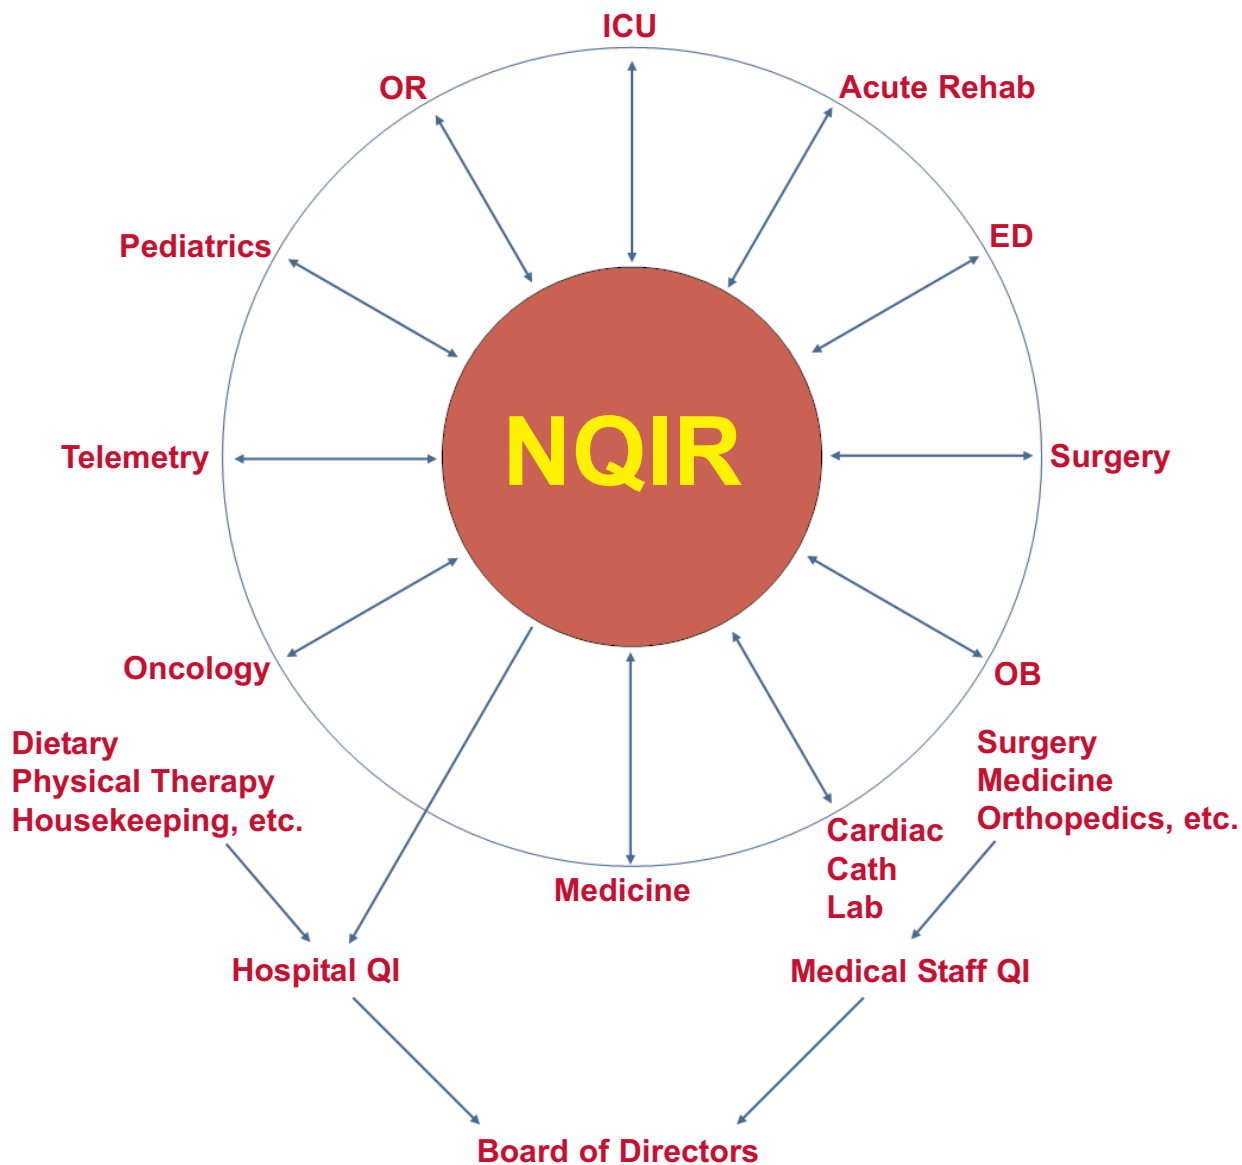 ICU
OR
Acute Rehab
Pediatrics
ED
NQIR
Telemetry
Surgery
Oncology
OB
Dietary
Physical Therapy
Housekeeping, etc.
Surgery
Medicine
Orthopedics, etc.
Cardiac
Cath
Lab
Medicine
Hospital QI
Medical Staff QI
Board of Directors